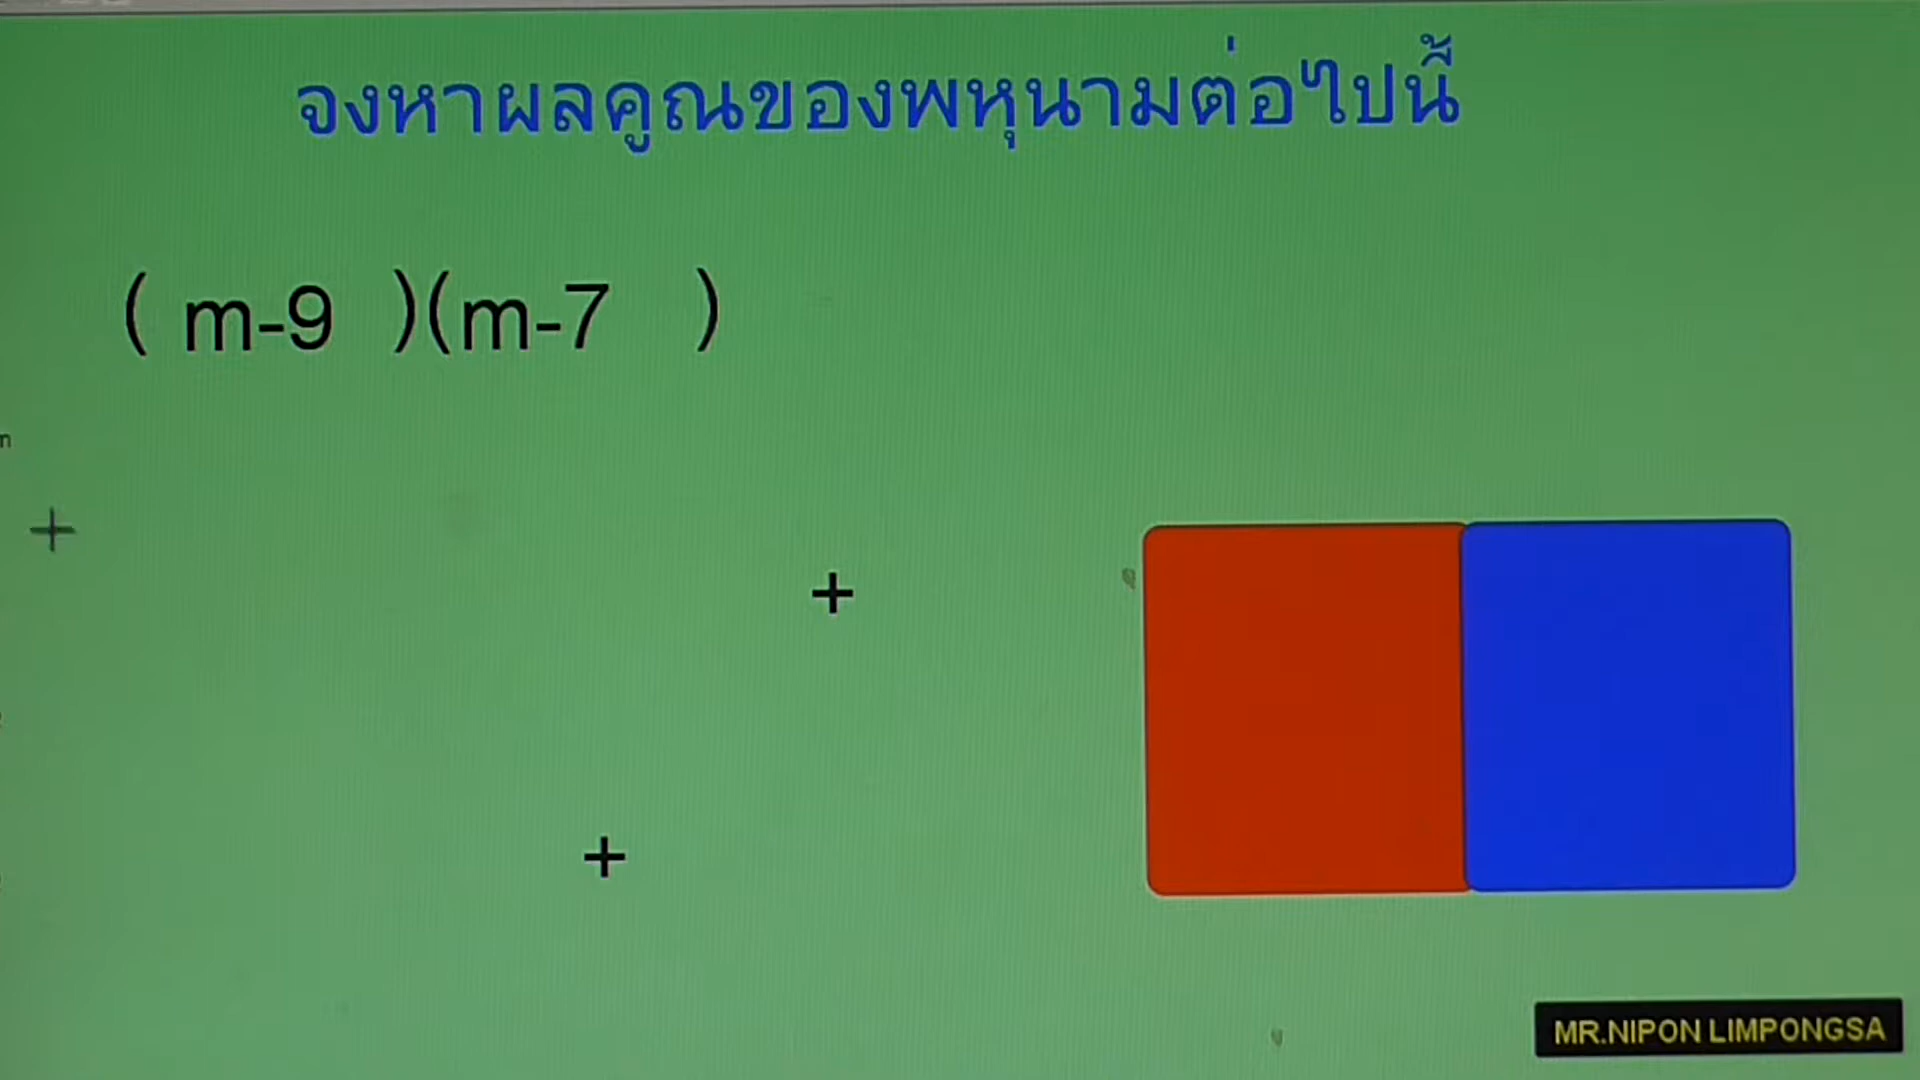 จงหาผลคูณของพหุนามต่อไปนี้
( m-9 )(m-7 )
+
+
+
MR.NIPON LIMPONGSA